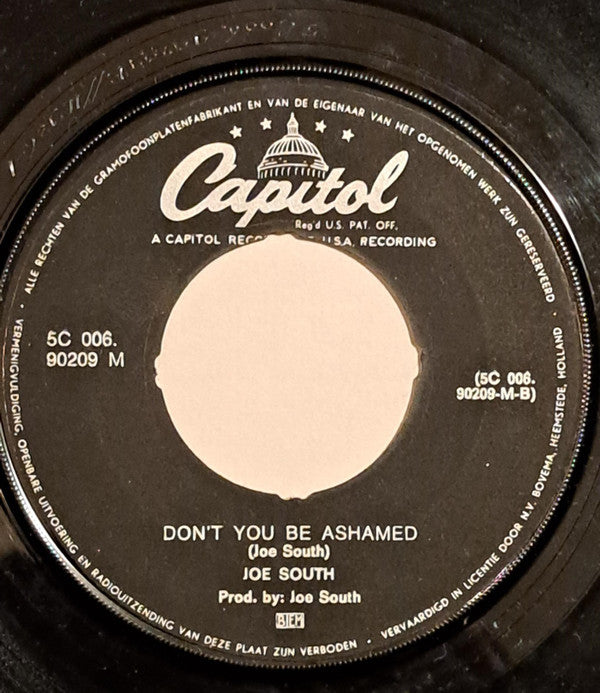 ALLE RECHTEN VAN DE GRAMOFOONPLATENFABRIKANT EN VAN DE EIGENAAR VAN HET OPGENOMEN WERK ZIJN GERESERVEERD
Capitol
Reg'd U.S. PAT. OFF.
A CAPITOL U.S.A. RECORDING
5C 006.
90209 M
(5C 006.
90209-M-B)
DON'T YOU BE ASHAMED
(Joe South)
JOE SOUTH
Prod. by: Joe South
BIEM
· VERMENIGVULDIGING, OPENBARE UITVOERING EN RADIOUITZENDING VAN DEZE PLAAT ZIJN VERBODEN ·
VERVAARDIGD IN LICENTIE DOOR N.V. BOVEMA, HEEMSTEDE, HOLLAND ·